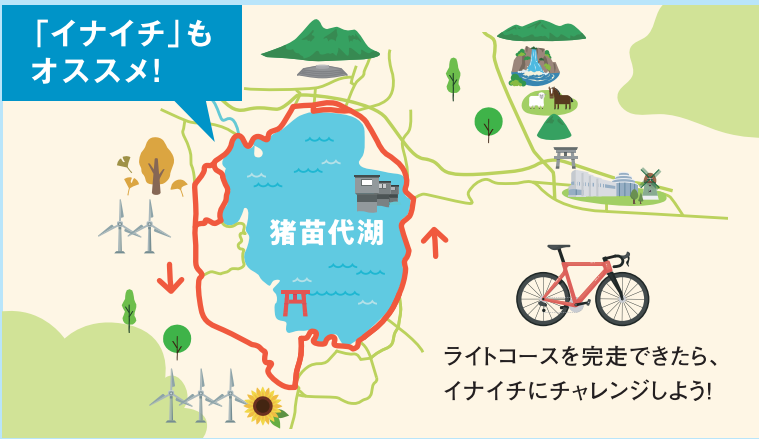 「イナイチ」も
オススメ!
猪苗代湖
ライトコースを完走できたら、
イナイチにチャレンジしよう!